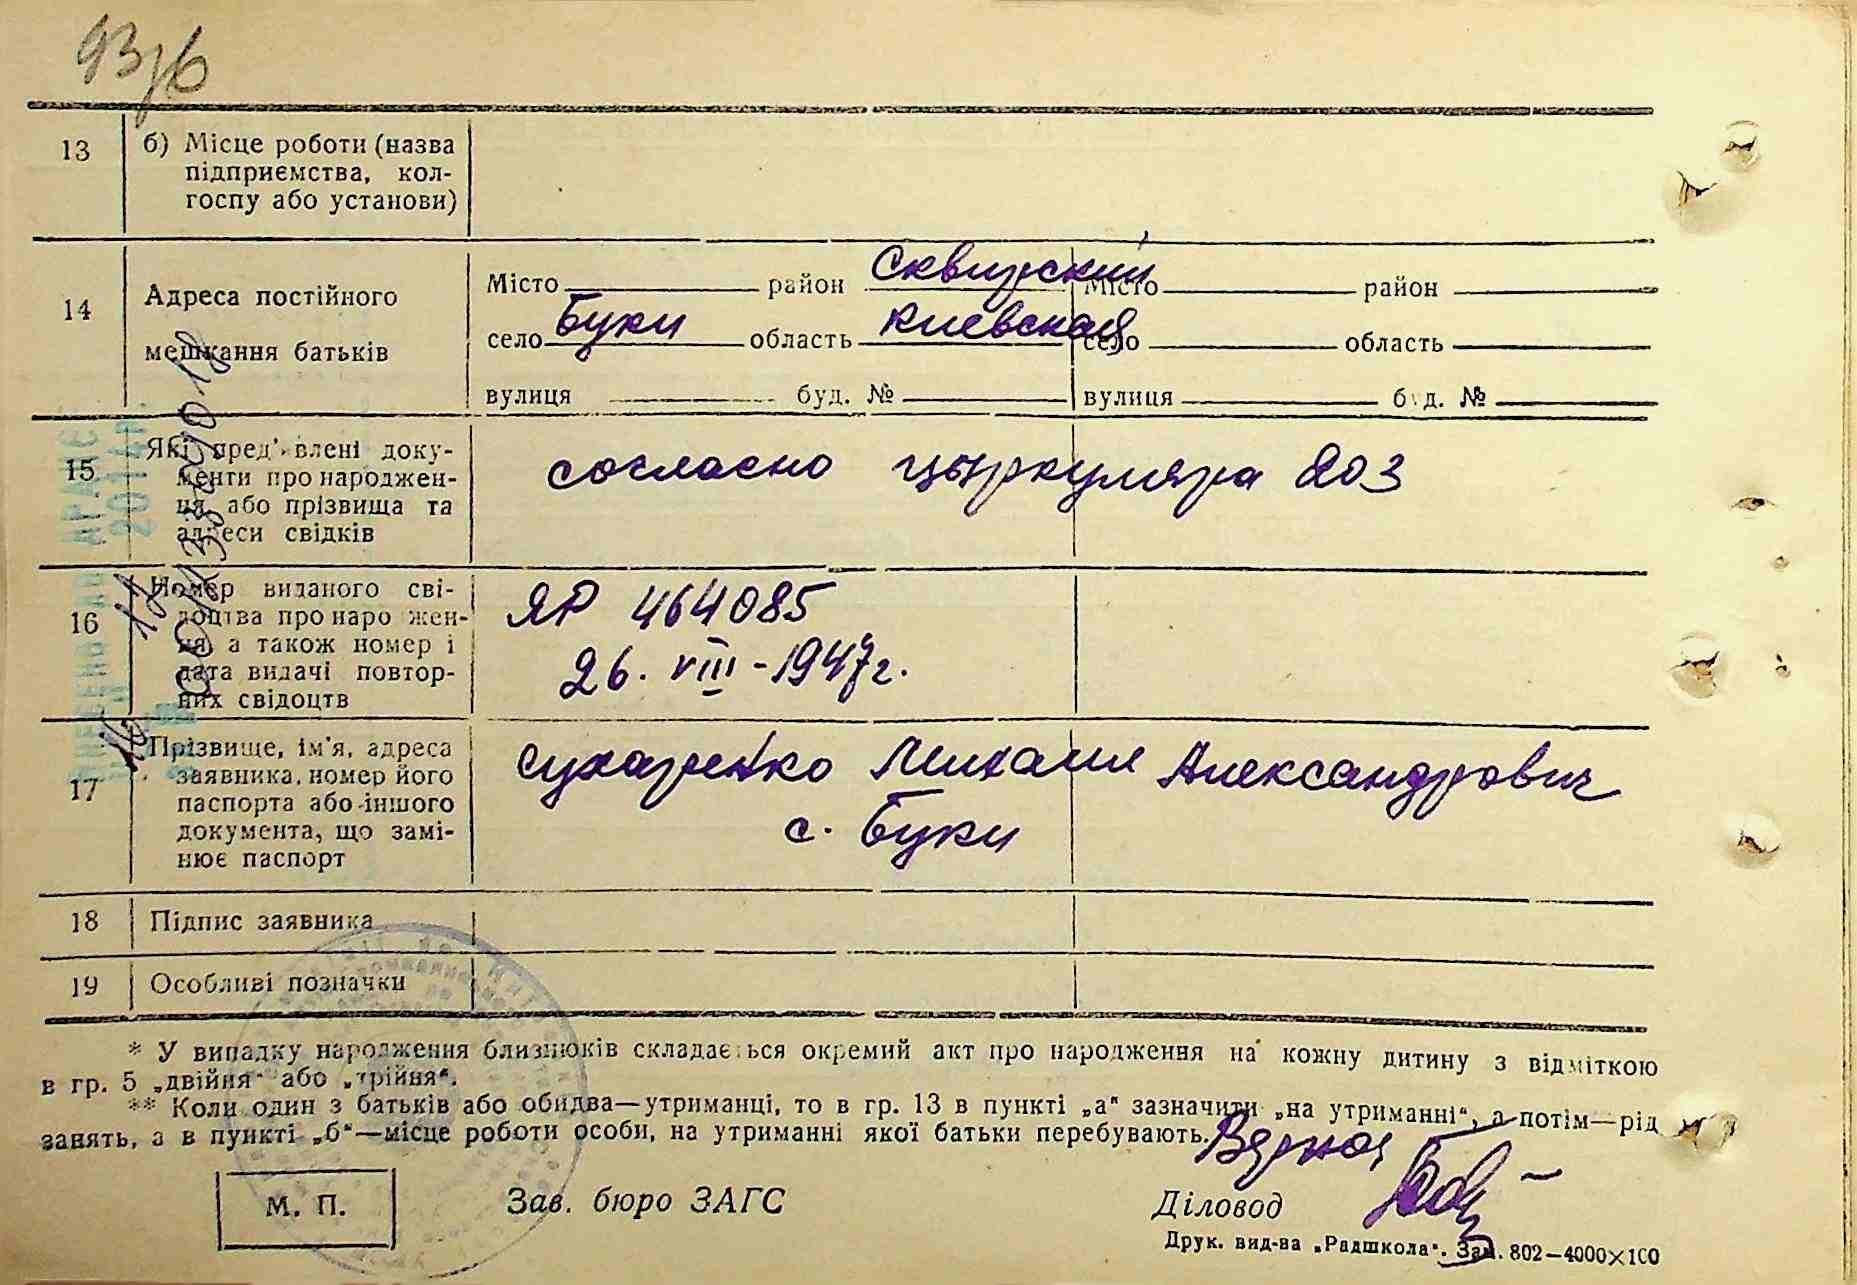 93/6
13 б) Місце роботи (назва
підприємства, кол-
госпу або установи)
14 Адреса постійного
мешкання батьків
Місто район Сквирский Місто район
село Буки область Киевская село область
вулиця буд. № вулиця буд. №
15 Які пред'влені доку-
менти про народжен-
ня або прізвища та
адреси свідків
согласно цыркуляра 203
16 Номер виданого сві-
доцтва про наро жен-
ня, а також номер і
дата видачі повтор-
них свідоцтв
ЯР 464085
26. VIII - 1947 г.
17 Прізвище, ім'я, адреса
заявника, номер його
паспорта або іншого
документа, що замі-
нює паспорт
Сухаренко Михаил Александрович
с. Буки
18 Підпис заявника
19 Особливі позначки
* У випадку народження близнюків складається окремий акт про народження на кожну дитину з відміткою
в гр. 5 „двійня“ або „трійня“.
** Коли один з батьків або обидва—утриманці, то в гр. 13 в пункті „а“ зазначити „на утриманні“, а потім—рід
занять, а в пункті „б“—місце роботи особи, на утриманні якої батьки перебувають.
М. П. Зав. бюро ЗАГС Діловод
Друк. вид-ва „Радшкола“. Зам. 802—4000×100